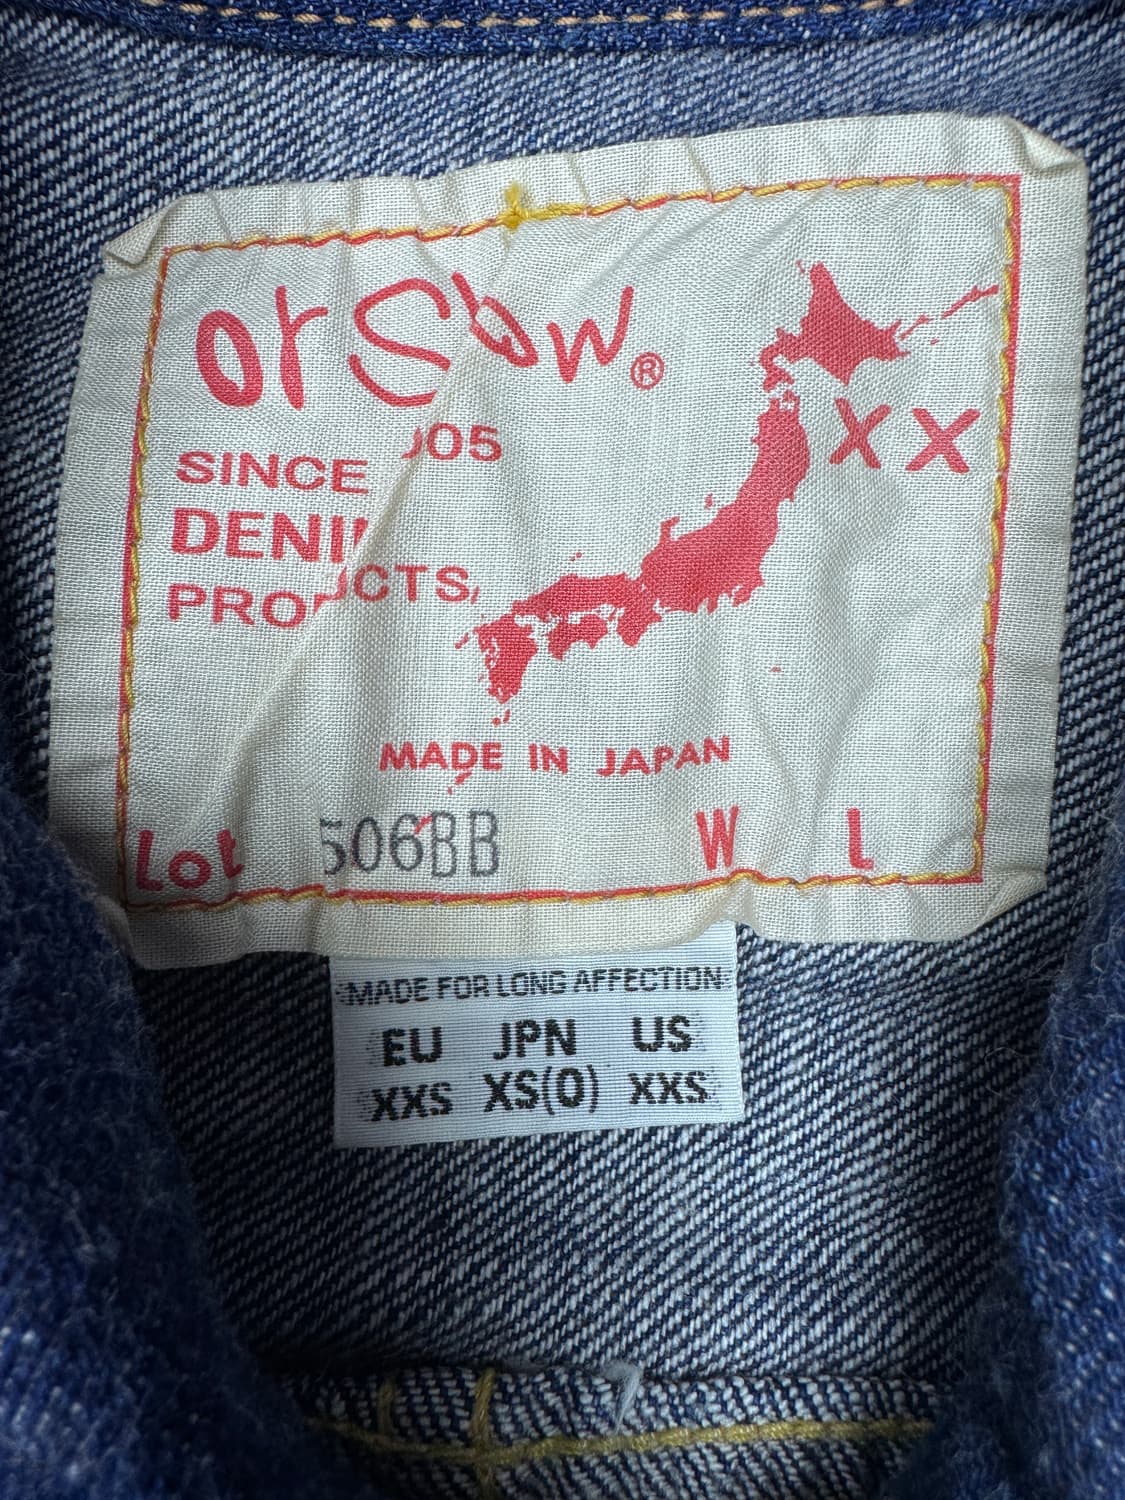 orSlow®
SINCE 005
DENI
PRO UCTS,
XX
MADE IN JAPAN
Lot 506BB W L
MADE FOR LONG AFFECTION
EU JPN US
XXS XS(0) XXS